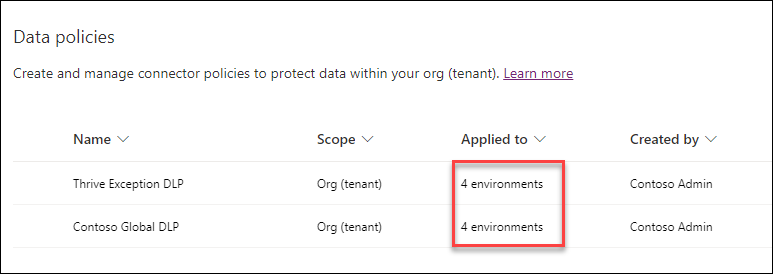 Data policies
Create and manage connector policies to protect data within your org (tenant). Learn more
Name Scope Applied to Created by
Thrive Exception DLP Org (tenant) 4 environments Contoso Admin
Contoso Global DLP Org (tenant) 4 environments Contoso Admin